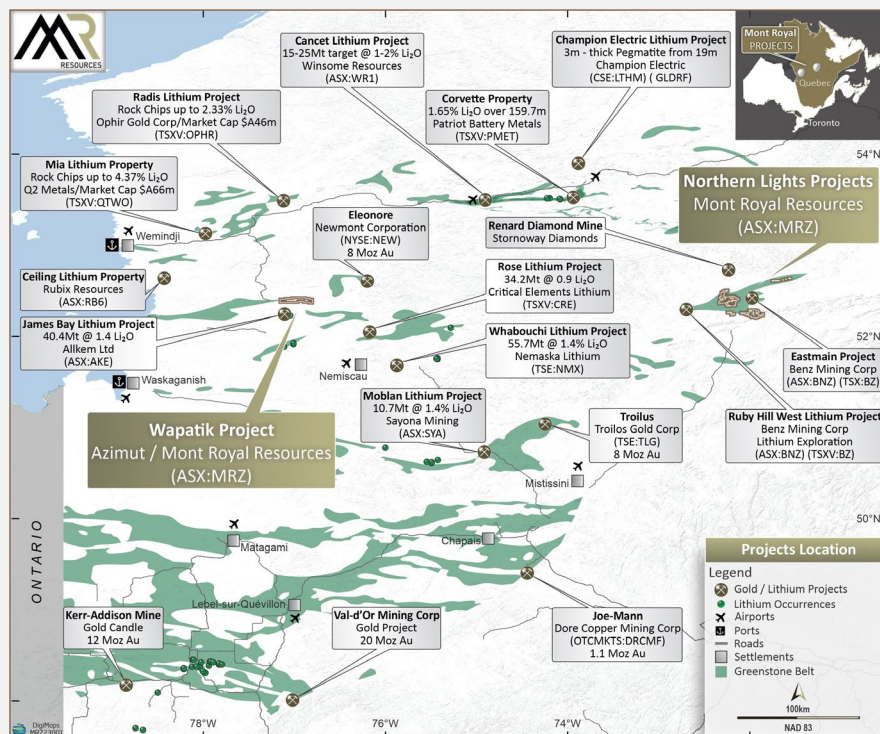 MR
RESOURCES
Cancet Lithium Project
15-25Mt target @ 1-2% Li₂O
Winsome Resources
(ASX:WR1)
Champion Electric Lithium Project
3m - thick Pegmatite from 19m
Champion Electric
(CSE:LTHM) ( GLDRF)
Mont Royal
PROJECTS
Quebec
Toronto
Radis Lithium Project
Rock Chips up to 2.33% Li₂O
Ophir Gold Corp/Market Cap $A46m
(TSXV:OPHR)
Corvette Property
1.65% Li₂O over 159.7m
Patriot Battery Metals
(TSXV:PMET)
54°N
Mia Lithium Property
Rock Chips up to 4.37% Li₂O
Q2 Metals/Market Cap $A66m
(TSXV:QTWO)
Northern Lights Projects
Mont Royal Resources
(ASX:MRZ)
Eleonore
Newmont Corporation
(NYSE:NEW)
8 Moz Au
Renard Diamond Mine
Stornoway Diamonds
Wemindji
Ceiling Lithium Property
Rubix Resources
(ASX:RB6)
Rose Lithium Project
34.2Mt @ 0.9 Li₂O
Critical Elements Lithium
(TSXV:CRE)
James Bay Lithium Project
40.4Mt @ 1.4 Li₂O
Allkem Ltd
(ASX:AKE)
Whabouchi Lithium Project
55.7Mt @ 1.4% Li₂O
Nemaska Lithium
(TSE:NMX)
52°N
Eastmain Project
Benz Mining Corp
(ASX:BNZ) (TSX:BZ)
Nemiscau
Waskaganish
Moblan Lithium Project
10.7Mt @ 1.4% Li₂O
Sayona Mining
(ASX:SYA)
Troilus
Troilos Gold Corp
(TSE:TLG)
8 Moz Au
Ruby Hill West Lithium Project
Benz Mining Corp
Lithium Exploration
(ASX:BNZ) (TSXV:BZ)
Wapatik Project
Azimut / Mont Royal Resources
(ASX:MRZ)
Mistissini
50°N
ONTARIO
Matagami
Chapais
Lebel-sur-Quévillon
Kerr-Addison Mine
Gold Candle
12 Moz Au
Val-d'Or Mining Corp
Gold Project
20 Moz Au
Joe-Mann
Dore Copper Mining Corp
(OTCMKTS:DRCMF)
1.1 Moz Au
Projects Location
Legend
Gold / Lithium Projects
Lithium Occurrences
Airports
Ports
Roads
Settlements
Greenstone Belt
100km
NAD 83
78°W
76°W
74°W
DigiMaps
MRZ23001